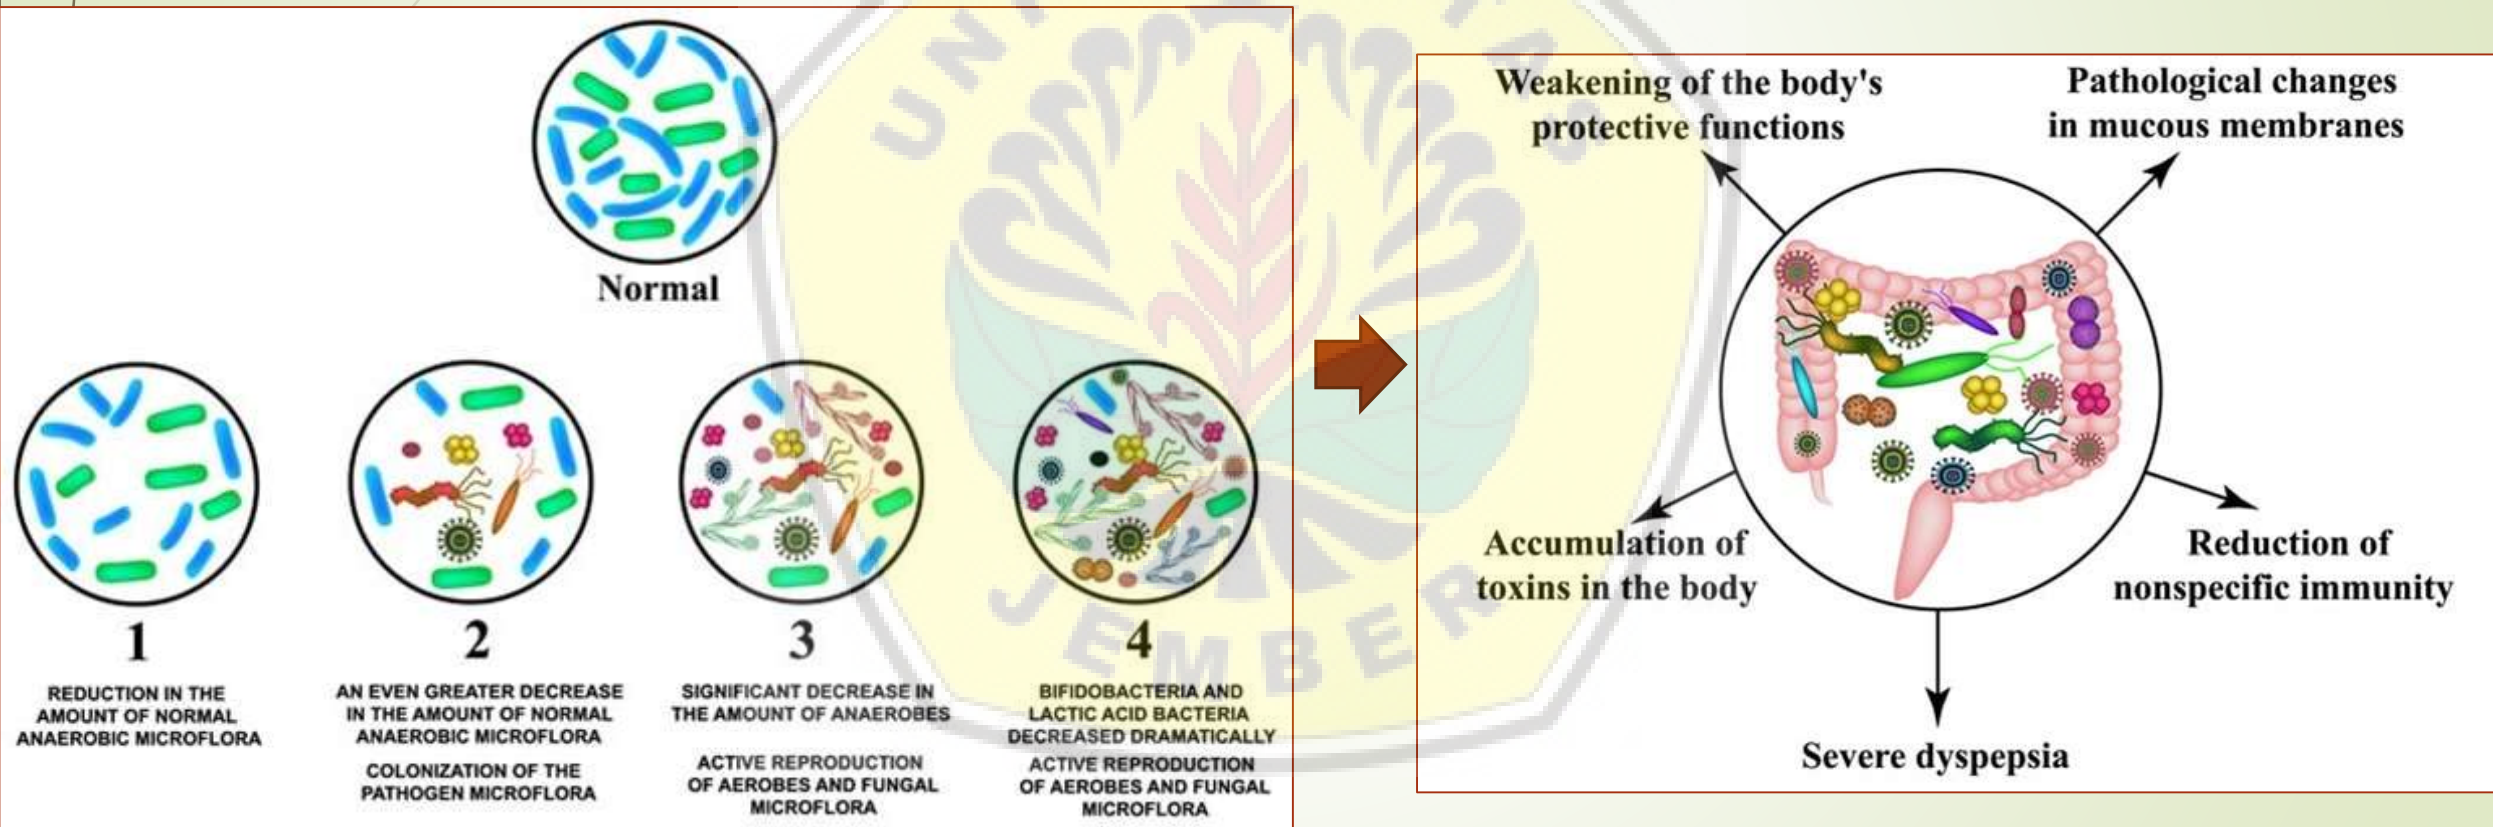 Normal
1
REDUCTION IN THE
AMOUNT OF NORMAL
ANAEROBIC MICROFLORA
2
AN EVEN GREATER DECREASE
IN THE AMOUNT OF NORMAL
ANAEROBIC MICROFLORA
COLONIZATION OF THE
PATHOGEN MICROFLORA
3
SIGNIFICANT DECREASE IN
THE AMOUNT OF ANAEROBES
ACTIVE REPRODUCTION
OF AEROBES AND FUNGAL
MICROFLORA
4
BIFIDOBACTERIA AND
LACTIC ACID BACTERIA
DECREASED DRAMATICALLY
ACTIVE REPRODUCTION
OF AEROBES AND FUNGAL
MICROFLORA
Weakening of the body's
protective functions
Pathological changes
in mucous membranes
Accumulation of
toxins in the body
Reduction of
nonspecific immunity
Severe dyspepsia
JEMBER